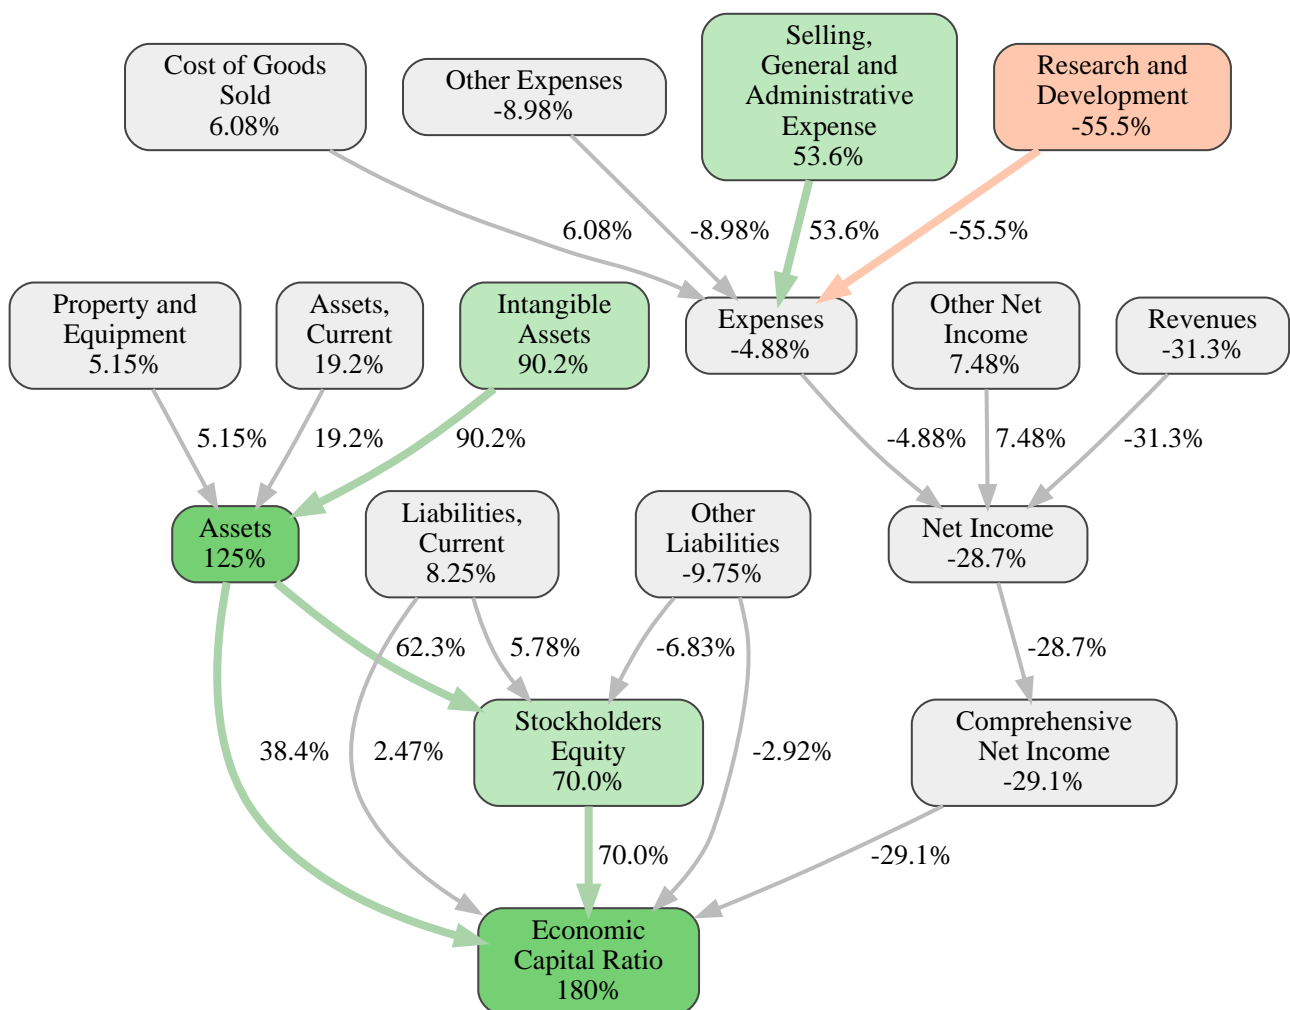 Cost of Goods
Sold
6.08%
Other Expenses
-8.98%
Selling,
General and
Administrative
Expense
53.6%
Research and
Development
-55.5%
6.08%
-8.98%
53.6%
-55.5%
Property and
Equipment
5.15%
Assets,
Current
19.2%
Intangible
Assets
90.2%
Expenses
-4.88%
Other Net
Income
7.48%
Revenues
-31.3%
5.15%
19.2%
90.2%
-4.88%
7.48%
-31.3%
Assets
125%
Liabilities,
Current
8.25%
Other
Liabilities
-9.75%
Net Income
-28.7%
62.3%
5.78%
-6.83%
-28.7%
Stockholders
Equity
70.0%
Comprehensive
Net Income
-29.1%
38.4%
2.47%
-2.92%
70.0%
-29.1%
Economic
Capital Ratio
180%